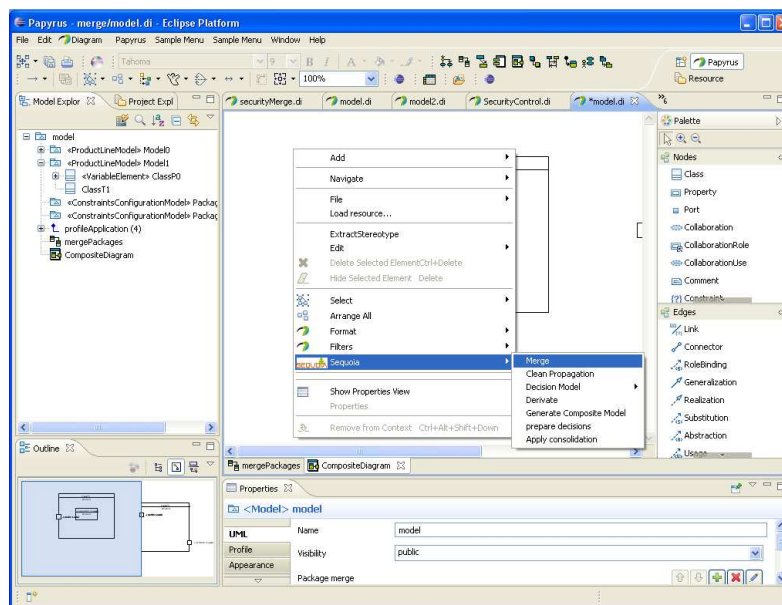 Papyrus - merge/model.di - Eclipse Platform
File Edit Diagram Papyrus Sample Menu Sample Menu Window Help
Tahoma 9 B I A Papyrus
100% Resource
Model Explor Project Expl
securityMerge.di model.di model2.di SecurityControl.di *model.di
model
«ProductLineModel» Model0
«ProductLineModel» Model1
«VariableElement» ClassP0
ClassT1
«ConstraintsConfigurationModel» Packag
«ConstraintsConfigurationModel» Packag
profileApplication (4)
mergePackages
CompositeDiagram
Add
Navigate
File
Load resource...
ExtractStereotype
Edit
Delete Selected Element Ctrl+Delete
Hide Selected Element Delete
Select
Arrange All
Format
Filters
Sequoia
Show Properties View
Properties
Remove from Context Ctrl+Alt+Shift+Down
Merge
Clean Propagation
Decision Model
Derivate
Generate Composite Model
prepare decisions
Apply consolidation
Palette
Nodes
Class
Property
Port
Collaboration
CollaborationRole
CollaborationUse
Comment
{?} Constraint
Edges
Link
Connector
RoleBinding
Generalization
Realization
Substitution
Abstraction
Usage
Outline
mergePackages CompositeDiagram
Properties
<Model> model
UML
Profile
Appearance
Name model
Visibility public
Package merge